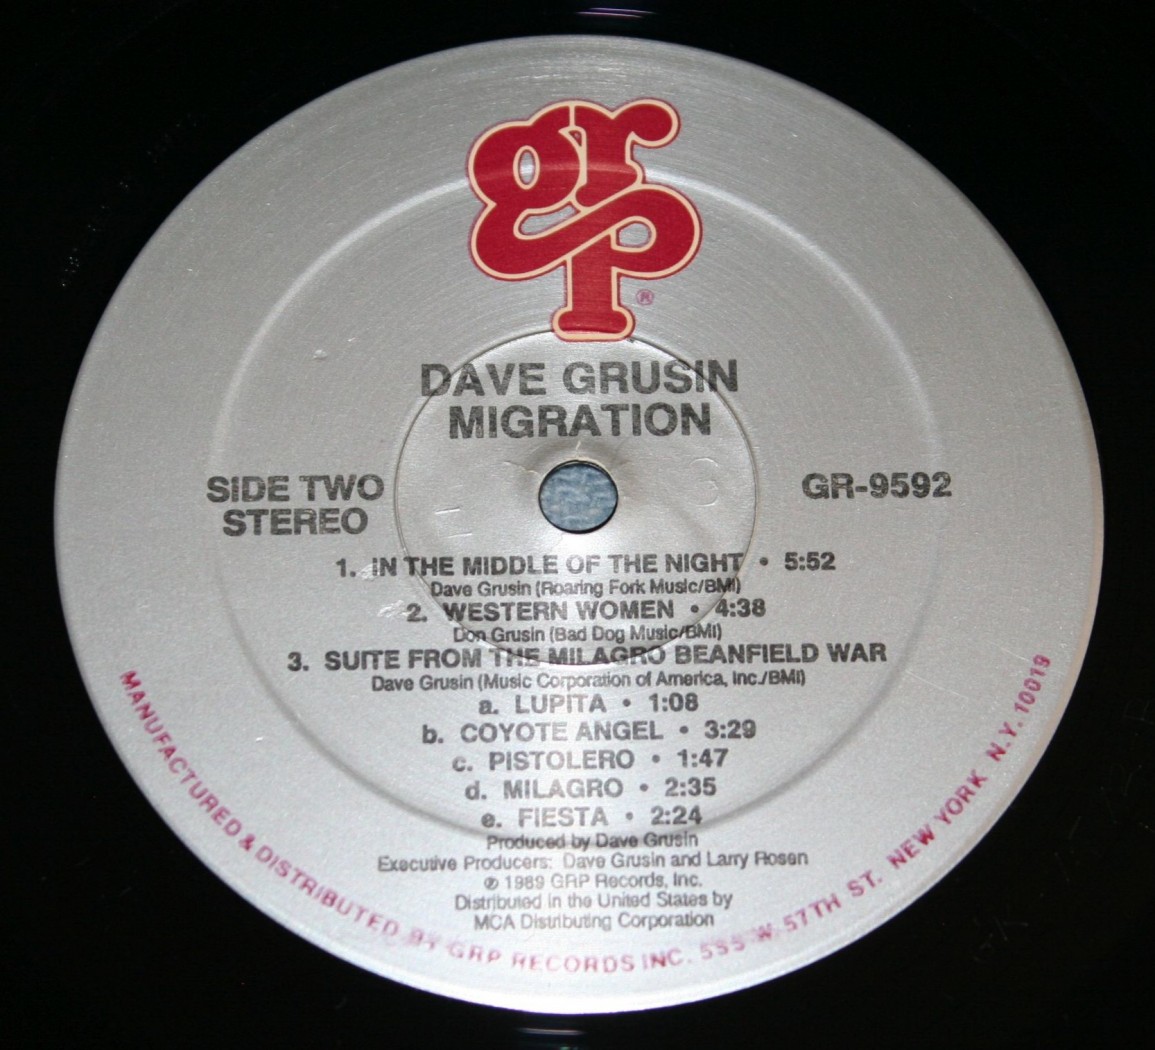 grp
®
DAVE GRUSIN
MIGRATION
SIDE TWO
STEREO
GR-9592
1. IN THE MIDDLE OF THE NIGHT • 5:52
Dave Grusin (Roaring Fork Music/BMI)
2. WESTERN WOMEN • 4:38
Don Grusin (Bad Dog Music/BMI)
3. SUITE FROM THE MILAGRO BEANFIELD WAR
Dave Grusin (Music Corporation of America, Inc./BMI)
a. LUPITA • 1:08
b. COYOTE ANGEL • 3:29
c. PISTOLERO • 1:47
d. MILAGRO • 2:35
e. FIESTA • 2:24
Produced by Dave Grusin
Executive Producers: Dave Grusin and Larry Rosen
℗ 1989 GRP Records, Inc.
Distributed in the United States by
MCA Distributing Corporation
MANUFACTURED & DISTRIBUTED BY GRP RECORDS INC. 555 W 57TH ST. NEW YORK N.Y. 10019